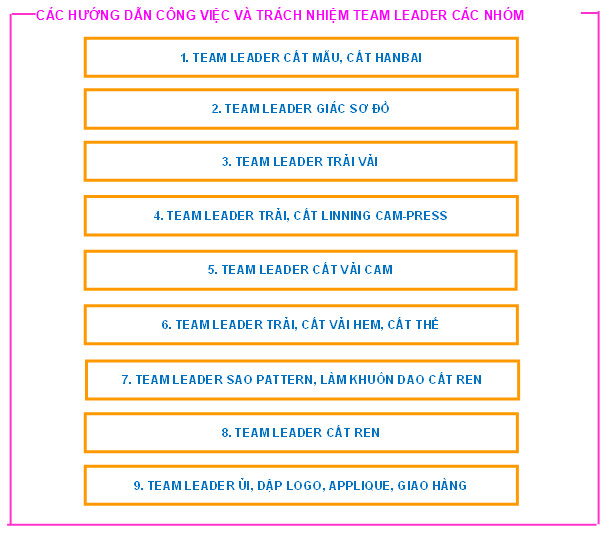 CÁC HƯỚNG DẪN CÔNG VIỆC VÀ TRÁCH NHIỆM TEAM LEADER CÁC NHÓM
1. TEAM LEADER CẮT MẪU, CẮT HANBAI
2. TEAM LEADER GIÁC SƠ ĐỒ
3. TEAM LEADER TRẢI VẢI
4. TEAM LEADER TRẢI, CẮT LINNING CAM-PRESS
5. TEAM LEADER CẮT VẢI CAM
6. TEAM LEADER TRẢI, CẮT VẢI HEM, CẮT THẺ
7. TEAM LEADER SAO PATTERN, LÀM KHUÔN DAO CẮT REN
8. TEAM LEADER CẮT REN
9. TEAM LEADER ỦI, DẬP LOGO, APPLIQUE, GIAO HÀNG